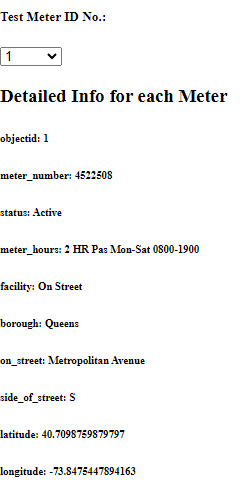 Test Meter ID No.:
1
Detailed Info for each Meter
objectid: 1
meter_number: 4522508
status: Active
meter_hours: 2 HR Pas Mon-Sat 0800-1900
facility: On Street
borough: Queens
on_street: Metropolitan Avenue
side_of_street: S
latitude: 40.7098759879797
longitude: -73.8475447894163